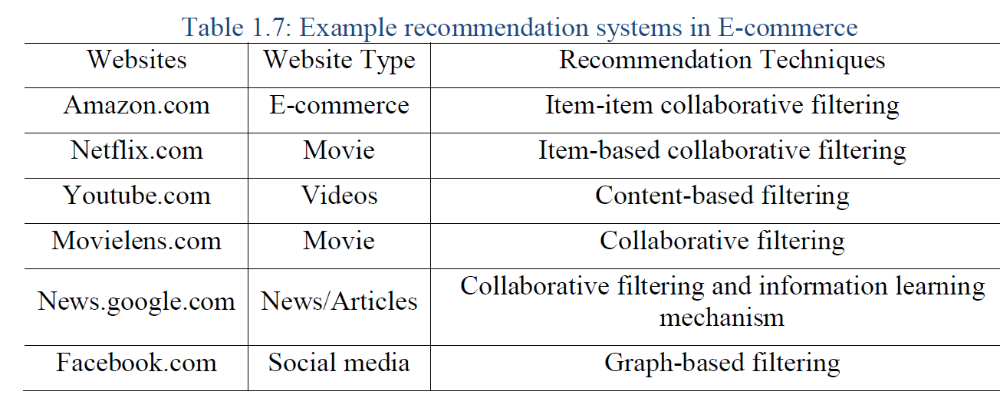 Table 1.7: Example recommendation systems in E-commerce
Websites Website Type Recommendation Techniques
Amazon.com E-commerce Item-item collaborative filtering
Netflix.com Movie Item-based collaborative filtering
Youtube.com Videos Content-based filtering
Movielens.com Movie Collaborative filtering
News.google.com News/Articles Collaborative filtering and information learning
mechanism
Facebook.com Social media Graph-based filtering